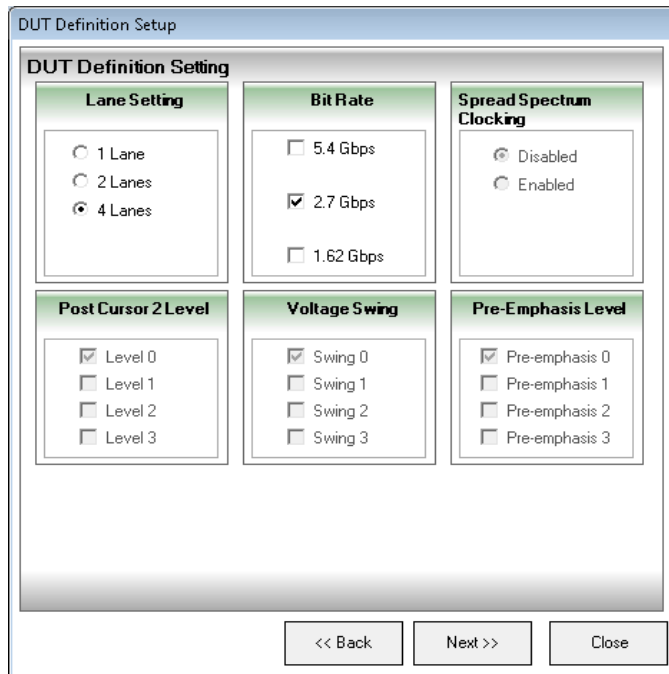 DUT Definition Setup
DUT Definition Setting
Lane Setting
1 Lane
2 Lanes
4 Lanes
Bit Rate
5.4 Gbps
2.7 Gbps
1.62 Gbps
Spread Spectrum
Clocking
Disabled
Enabled
Post Cursor 2 Level
Level 0
Level 1
Level 2
Level 3
Voltage Swing
Swing 0
Swing 1
Swing 2
Swing 3
Pre-Emphasis Level
Pre-emphasis 0
Pre-emphasis 1
Pre-emphasis 2
Pre-emphasis 3
<< Back
Next >>
Close